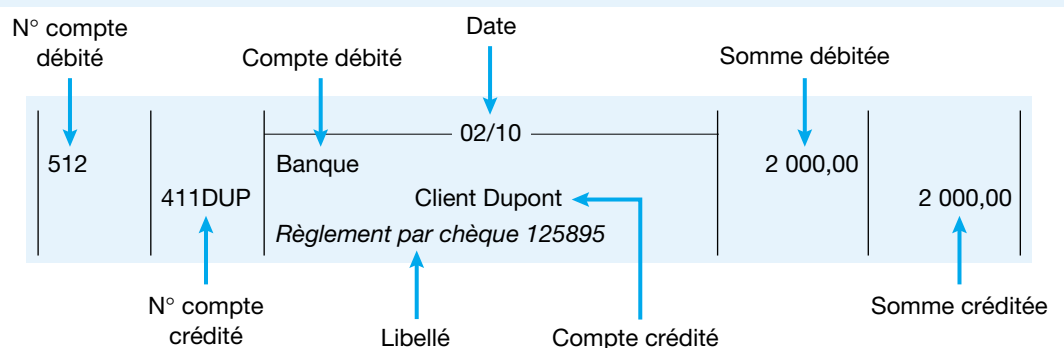 N° compte
débité
Compte débité
Date
Somme débitée
02/10
512
Banque
2 000,00
411DUP
Client Dupont
2 000,00
Règlement par chèque 125895
N° compte
crédité
Libellé
Compte crédité
Somme créditée